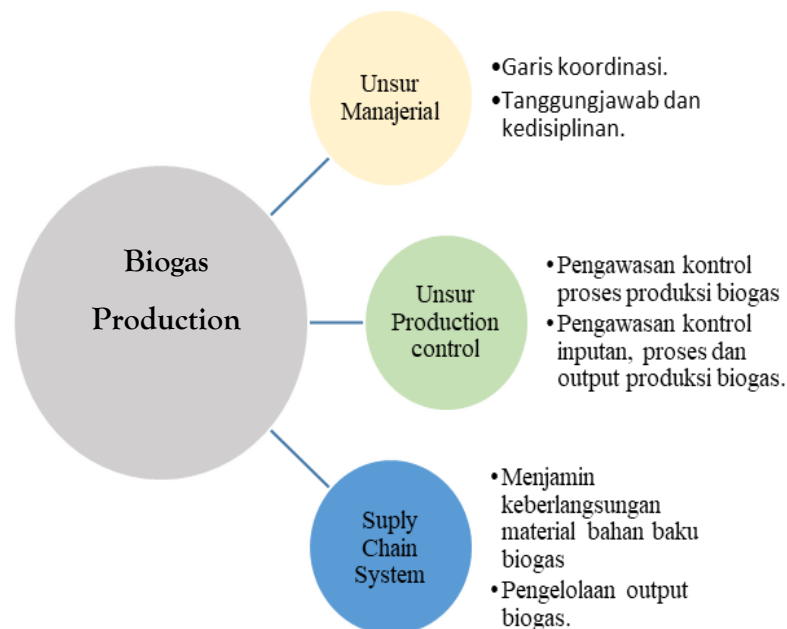 Biogas
Production
Unsur
Manajerial
•Garis koordinasi.
•Tanggungjawab dan
kedisiplinan.
Unsur
Production
control
•Pengawasan kontrol
proses produksi biogas
•Pengawasan kontrol
inputan, proses dan
output produksi biogas.
Suply
Chain
System
•Menjamin
keberlangsungan
material bahan baku
biogas
•Pengelolaan output
biogas.